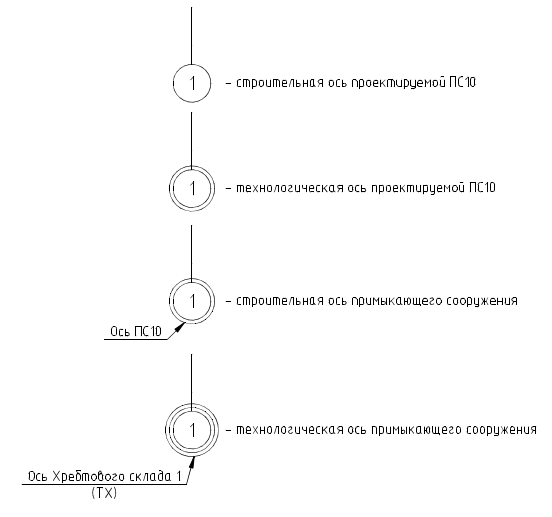 1 – строительная ось проектируемой ПС10
1 – технологическая ось проектируемой ПС10
1 – строительная ось примыкающего сооружения
Ось ПС10
1 – технологическая ось примыкающего сооружения
Ось Хребтового склада 1
(ТХ)